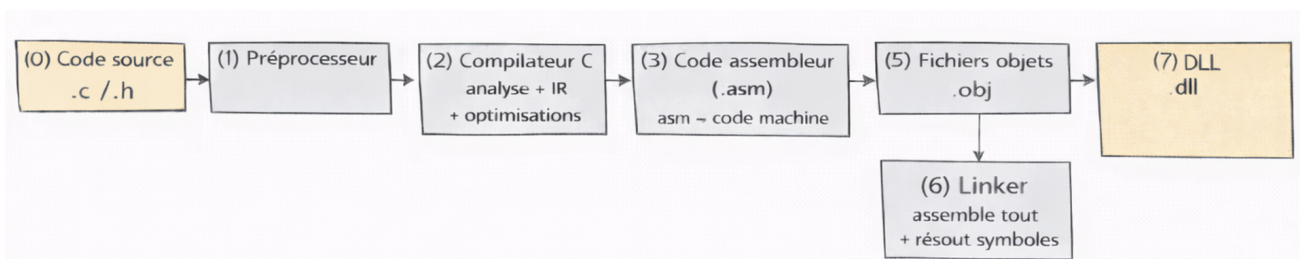 (0) Code source
.c /.h
(1) Préprocesseur
(2) Compilateur C
analyse + IR
+ optimisations
(3) Code assembleur
(.asm)
asm → code machine
(5) Fichiers objets
.obj
(6) Linker
assemble tout
+ résout symboles
(7) DLL
.dll